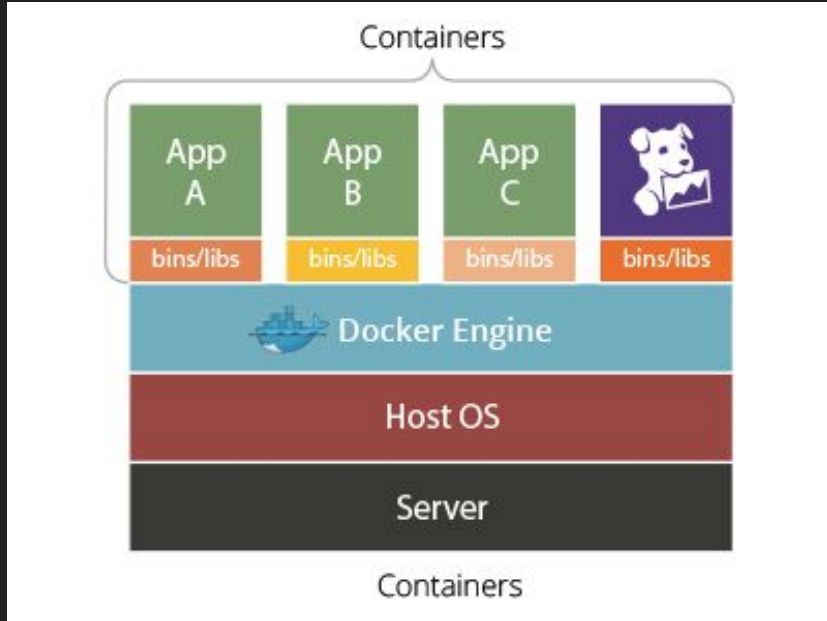 Containers
App
A
App
B
App
C
bins/libs
bins/libs
bins/libs
bins/libs
Docker Engine
Host OS
Server
Containers